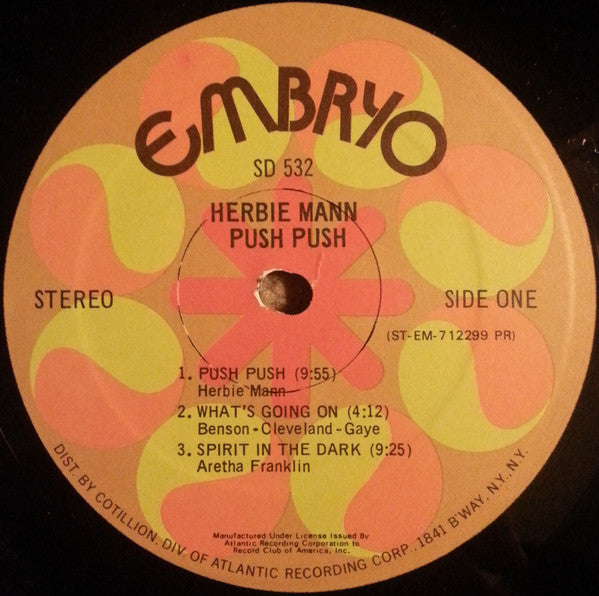 EMBRYO
SD 532
HERBIE MANN
PUSH PUSH
STEREO
SIDE ONE
(ST-EM-712299 PR)
1. PUSH PUSH (9:55)
Herbie Mann
2. WHAT'S GOING ON (4:12)
Benson-Cleveland-Gaye
3. SPIRIT IN THE DARK (9:25)
Aretha Franklin
Manufactured Under License Issued By
Atlantic Recording Corporation to
Record Club of America, Inc.
DIST. BY COTILLION, DIV. OF ATLANTIC RECORDING CORP., 1841 B'WAY, N.Y., N.Y.